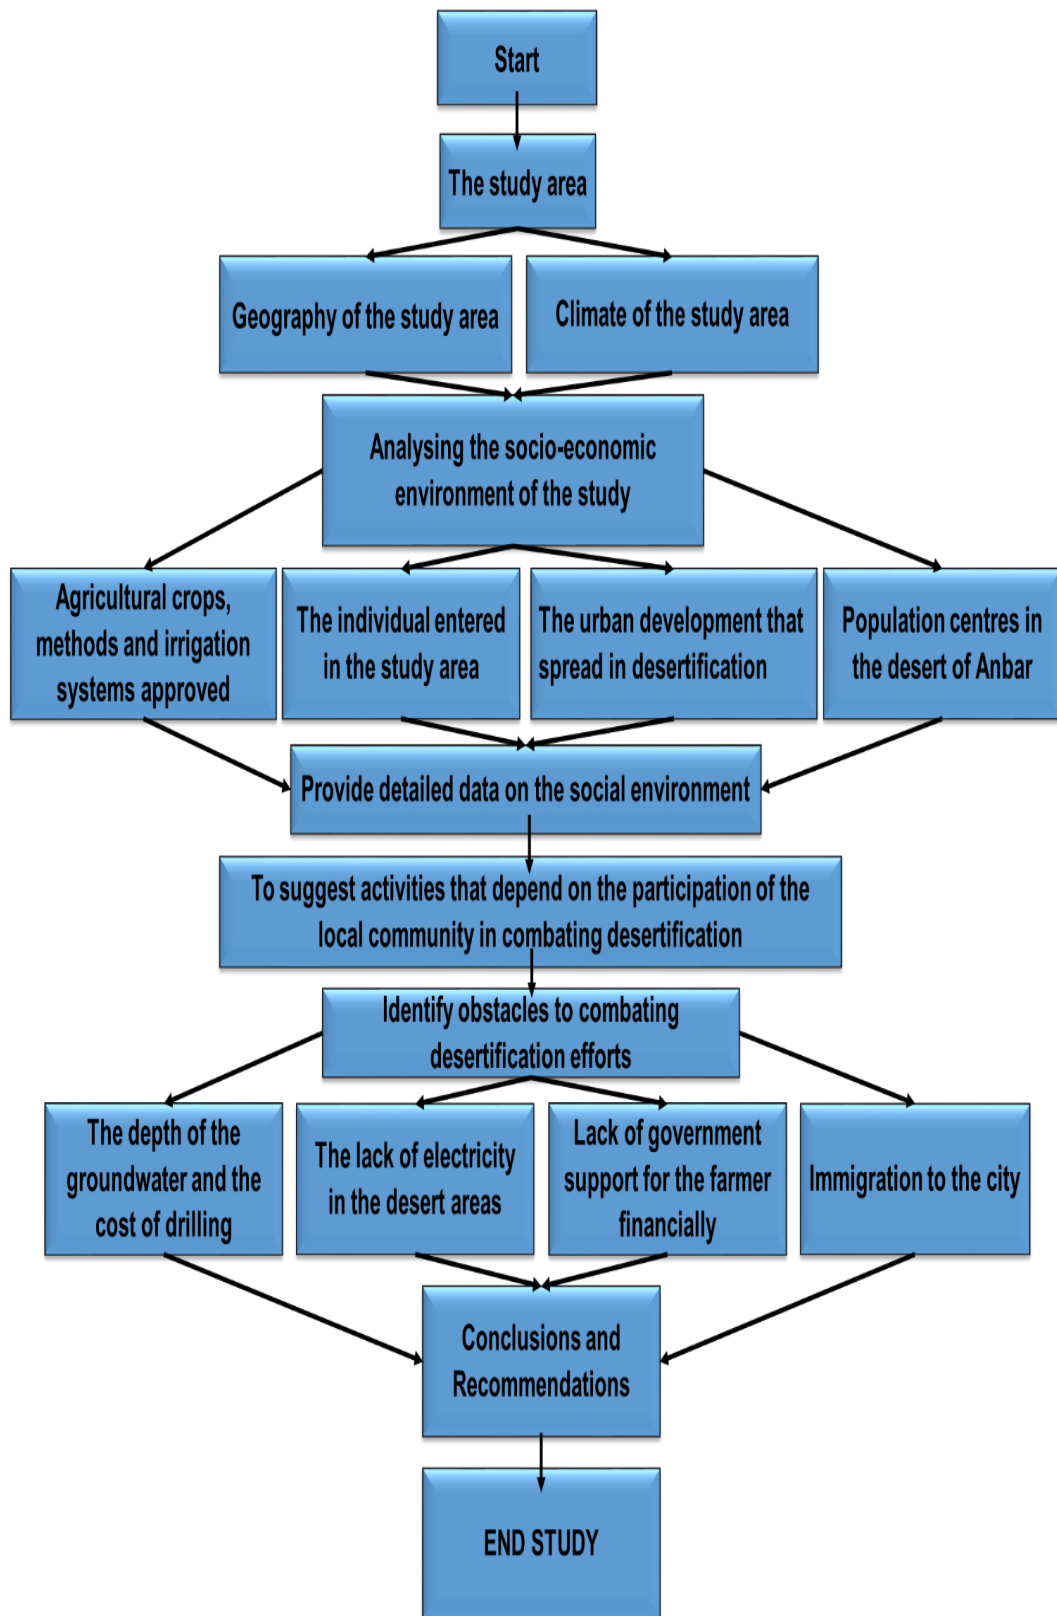 Start
The study area
Geography of the study area
Climate of the study area
Analysing the socio-economic
environment of the study
Agricultural crops,
methods and irrigation
systems approved
The individual entered
in the study area
The urban development that
spread in desertification
Population centres in
the desert of Anbar
Provide detailed data on the social environment
To suggest activities that depend on the participation of the
local community in combating desertification
Identify obstacles to combating
desertification efforts
The depth of the
groundwater and the
cost of drilling
The lack of electricity
in the desert areas
Lack of government
support for the farmer
financially
Immigration to the city
Conclusions and
Recommendations
END STUDY